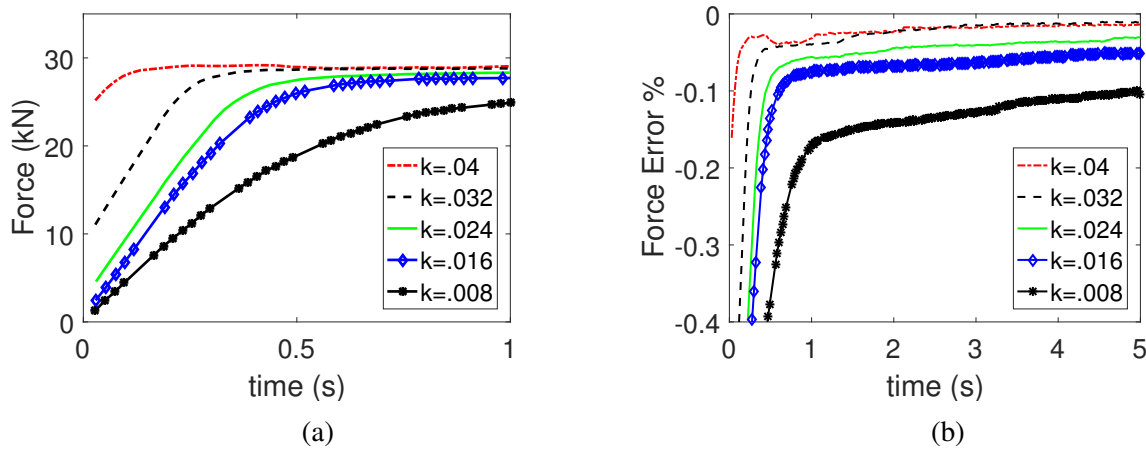 Force (kN)
30
20
10
0
k=.04
k=.032
k=.024
k=.016
k=.008
0
0.5
1
time (s)
(a)
Force Error %
0
-0.1
-0.2
-0.3
-0.4
k=.04
k=.032
k=.024
k=.016
k=.008
0
1
2
3
4
5
time (s)
(b)